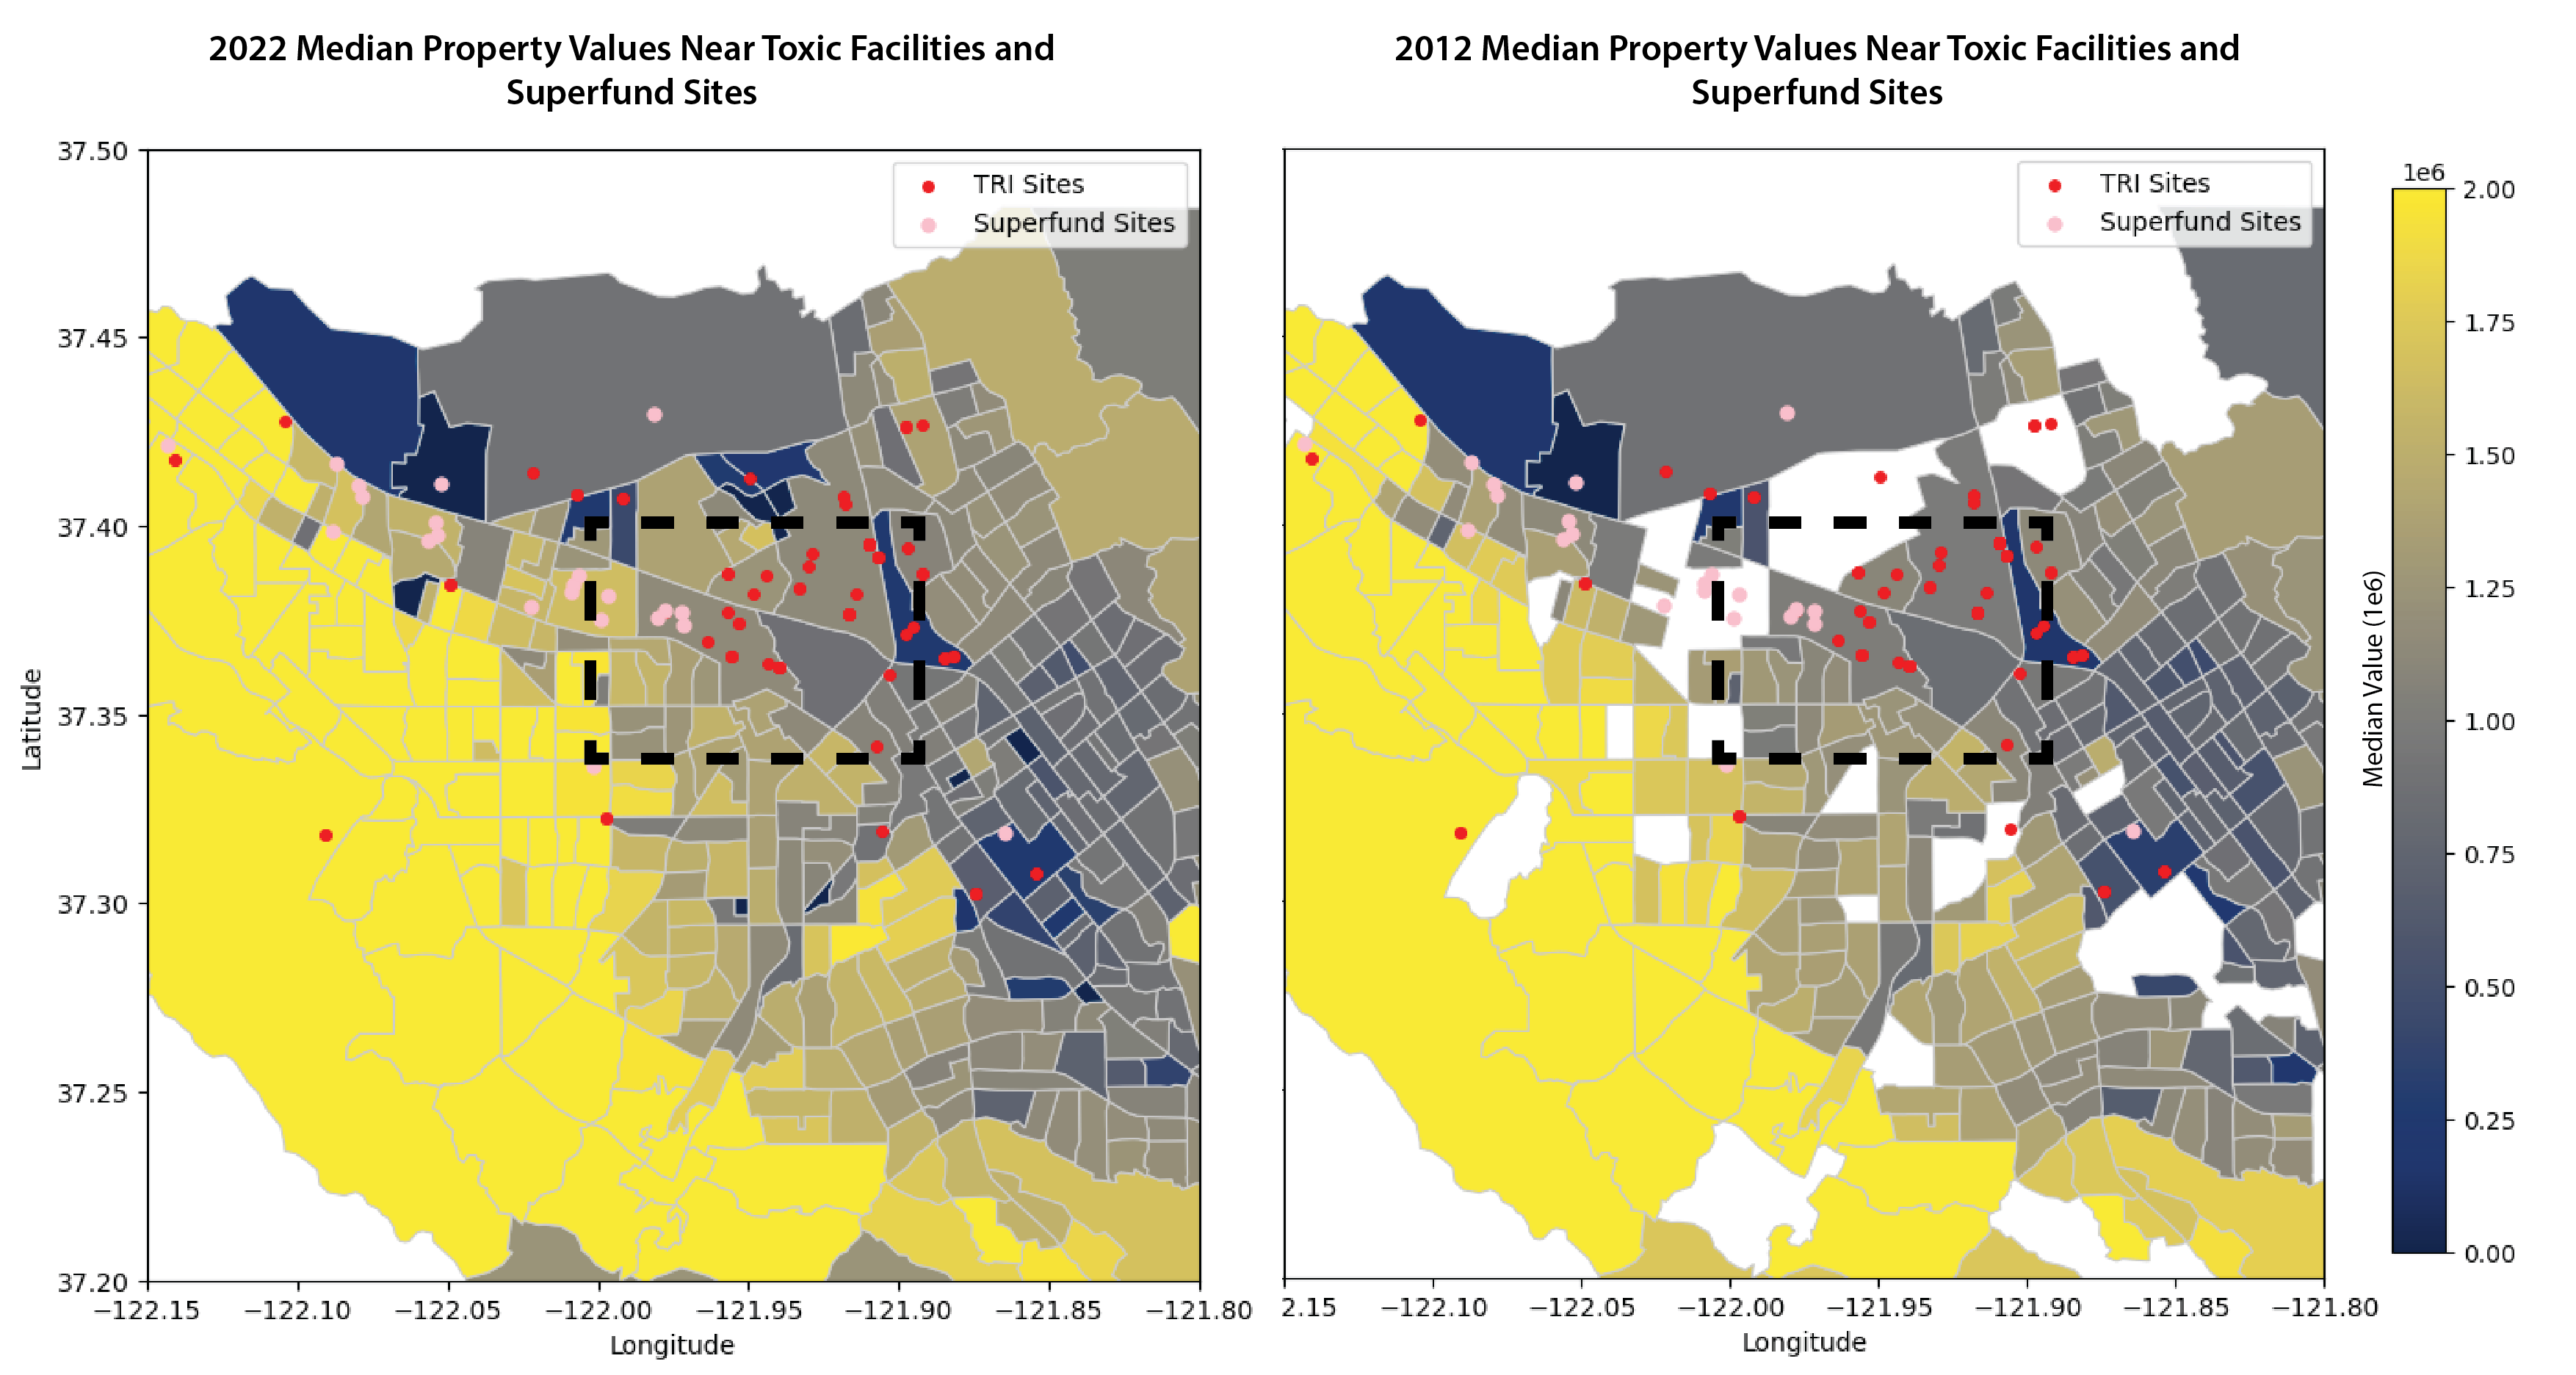 2022 Median Property Values Near Toxic Facilities and
Superfund Sites
TRI Sites
Superfund Sites
37.50
37.45
37.40
37.35
37.30
37.25
37.20
Latitude
−122.15 −122.10 −122.05 −122.00 −121.95 −121.90 −121.85 −121.80
Longitude
2012 Median Property Values Near Toxic Facilities and
Superfund Sites
TRI Sites
Superfund Sites
2.15 −122.10 −122.05 −122.00 −121.95 −121.90 −121.85 −121.80
Longitude
1e6
2.00
1.75
1.50
1.25
1.00
0.75
0.50
0.25
0.00
Median Value (1e6)